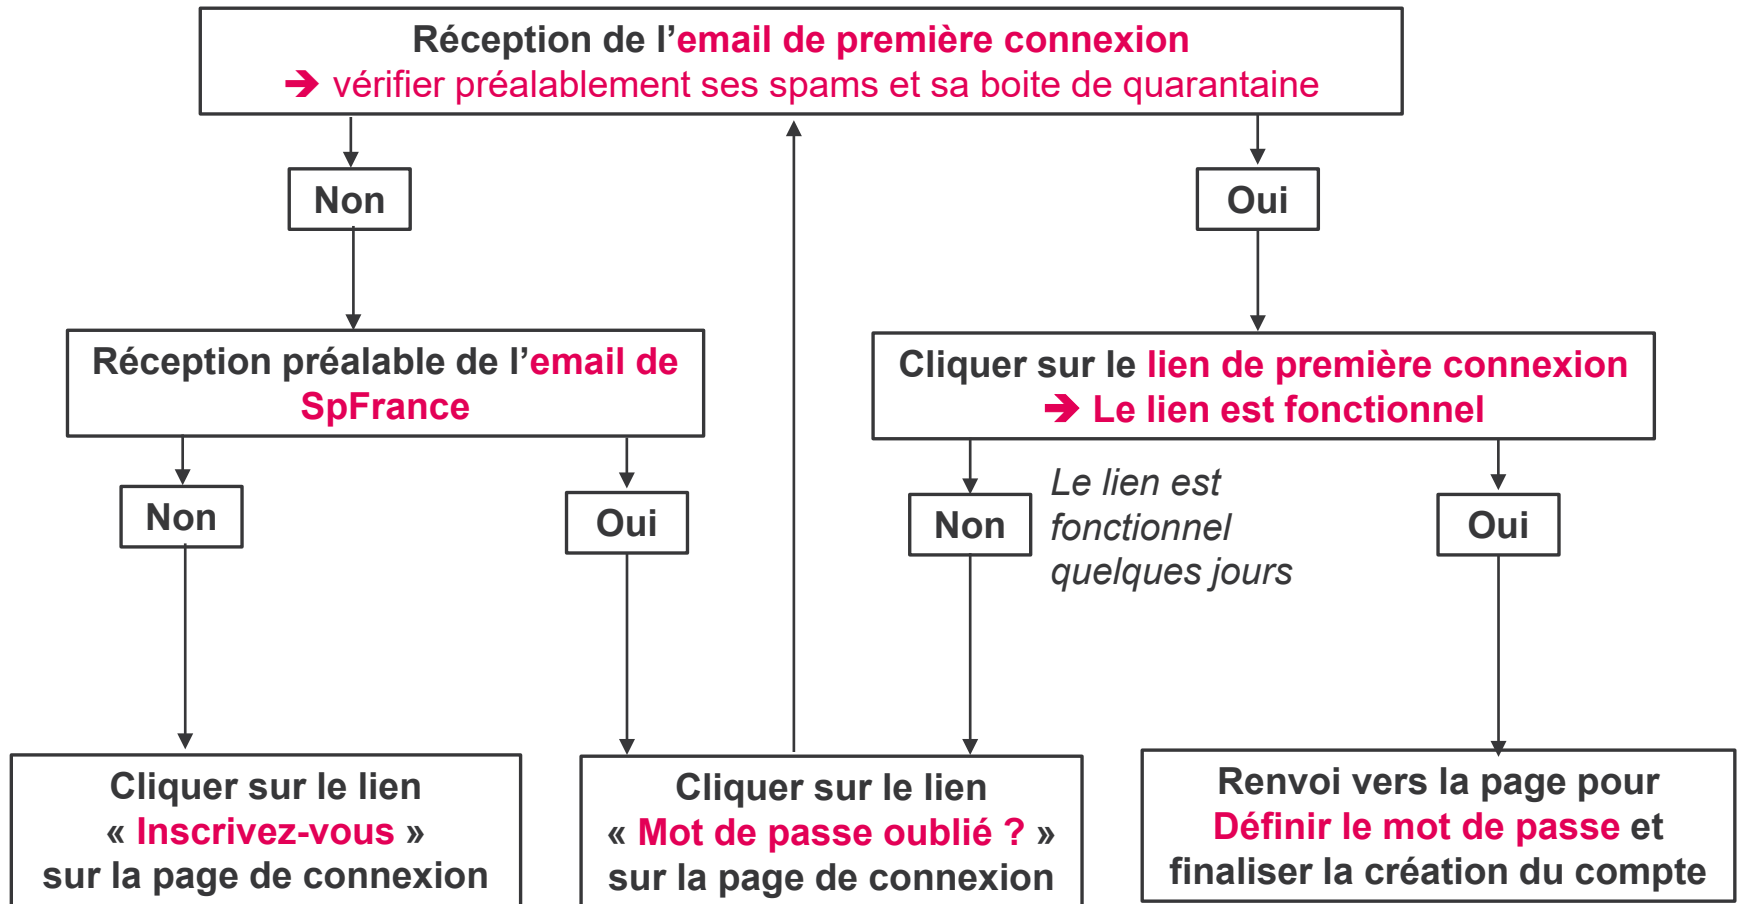 Réception de l’email de première connexion
➔ vérifier préalablement ses spams et sa boite de quarantaine
Non
Oui
Réception préalable de l’email de
SpFrance
Cliquer sur le lien de première connexion
➔ Le lien est fonctionnel
Non
Oui
Non
Le lien est
fonctionnel
quelques jours
Oui
Cliquer sur le lien
« Inscrivez-vous »
sur la page de connexion
Cliquer sur le lien
« Mot de passe oublié ? »
sur la page de connexion
Renvoi vers la page pour
Définir le mot de passe et
finaliser la création du compte